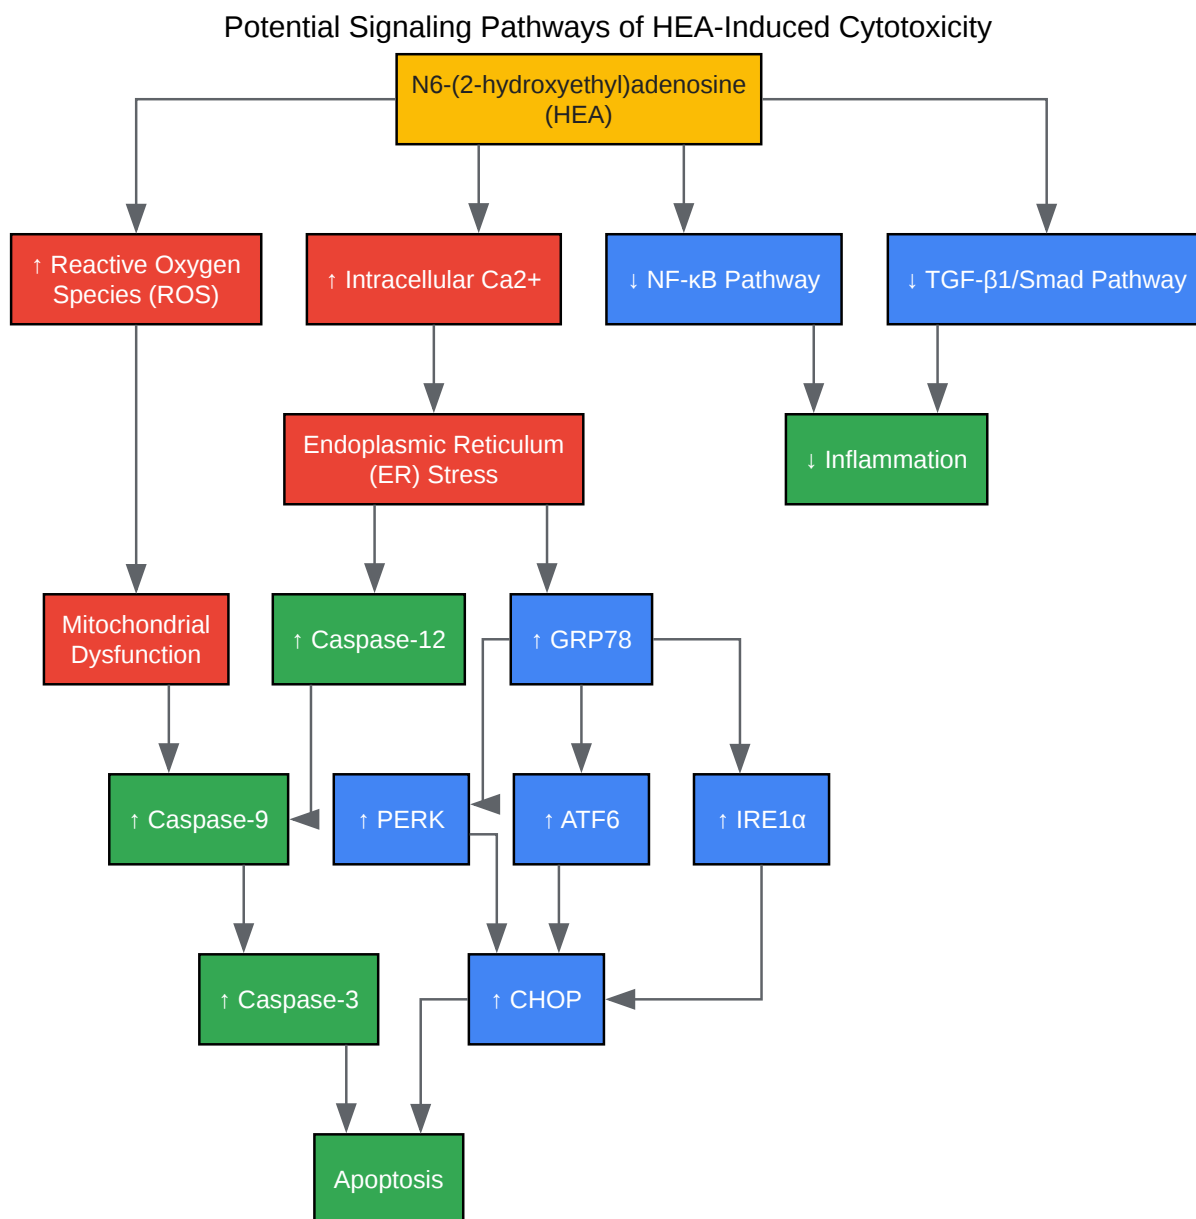 Potential Signaling Pathways of HEA-Induced Cytotoxicity
N6-(2-hydroxyethyl)adenosine
(HEA)
↑ Reactive Oxygen
Species (ROS)
↑ Intracellular Ca2+
↓ NF-κB Pathway
↓ TGF-β1/Smad Pathway
Endoplasmic Reticulum
(ER) Stress
↓ Inflammation
Mitochondrial
Dysfunction
↑ Caspase-12
↑ GRP78
↑ Caspase-9
↑ PERK
↑ ATF6
↑ IRE1α
↑ Caspase-3
↑ CHOP
Apoptosis